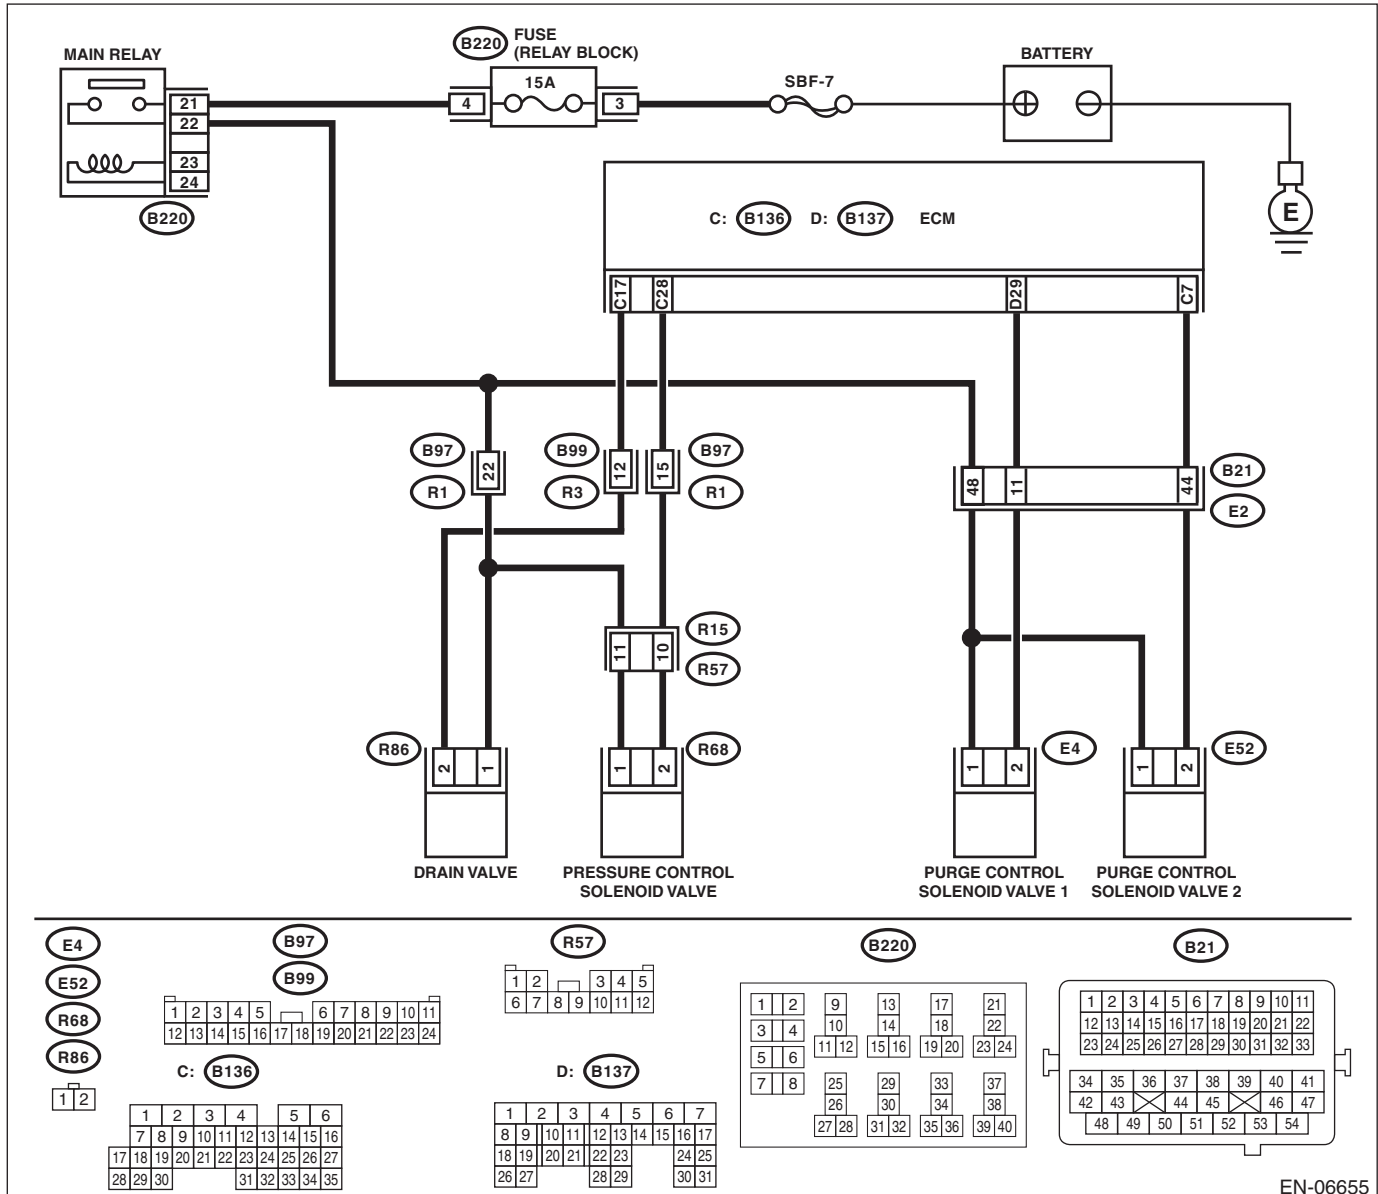 MAIN RELAY
B220
FUSE
(RELAY BLOCK)
15A
SBF-7
BATTERY
21
22
23
24
4
3
B220
E
C: B136 D: B137 ECM
C17
C28
D29
C7
B97
R1
22
B99
R3
12
15
B97
R1
48
11
44
B21
E2
11
10
R15
R57
R86
2
1
1
2
R68
1
2
E4
1
2
E52
DRAIN VALVE
PRESSURE CONTROL
SOLENOID VALVE
PURGE CONTROL
SOLENOID VALVE 1
PURGE CONTROL
SOLENOID VALVE 2
E4
E52
R68
R86
1 2
B97
B99
1 2 3 4 5 6 7 8 9 10 11
12 13 14 15 16 17 18 19 20 21 22 23 24
C: B136
1 2 3 4 5 6
7 8 9 10 11 12 13 14 15 16
17 18 19 20 21 22 23 24 25 26 27
28 29 30 31 32 33 34 35
R57
1 2 3 4 5
6 7 8 9 10 11 12
D: B137
1 2 3 4 5 6 7
8 9 10 11 12 13 14 15 16 17
18 19 20 21 22 23 24 25
26 27 28 29 30 31
B220
1 2 9 13 17 21
3 4 10 14 18 22
11 12 15 16 19 20 23 24
5 6
7 8 25 29 33 37
26 30 34 38
27 28 31 32 35 36 39 40
B21
1 2 3 4 5 6 7 8 9 10 11
12 13 14 15 16 17 18 19 20 21 22
23 24 25 26 27 28 29 30 31 32 33
34 35 36 37 38 39 40 41
42 43 44 45 46 47
48 49 50 51 52 53 54
EN-06655